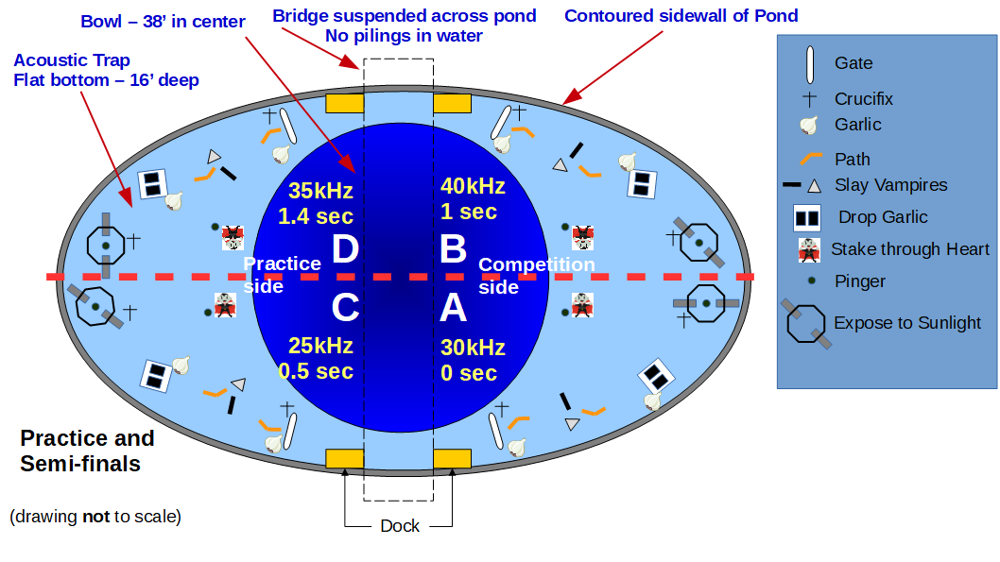 Bowl – 38’ in center
Bridge suspended across pond
No pilings in water
Contoured sidewall of Pond
Acoustic Trap
Flat bottom – 16’ deep
Gate
Crucifix
Garlic
Path
Slay Vampires
Drop Garlic
Stake through Heart
Pinger
Expose to Sunlight
35kHz
1.4 sec
40kHz
1 sec
D
B
Practice
side
Competition
side
C
A
25kHz
0.5 sec
30kHz
0 sec
Practice and
Semi-finals
(drawing not to scale)
Dock